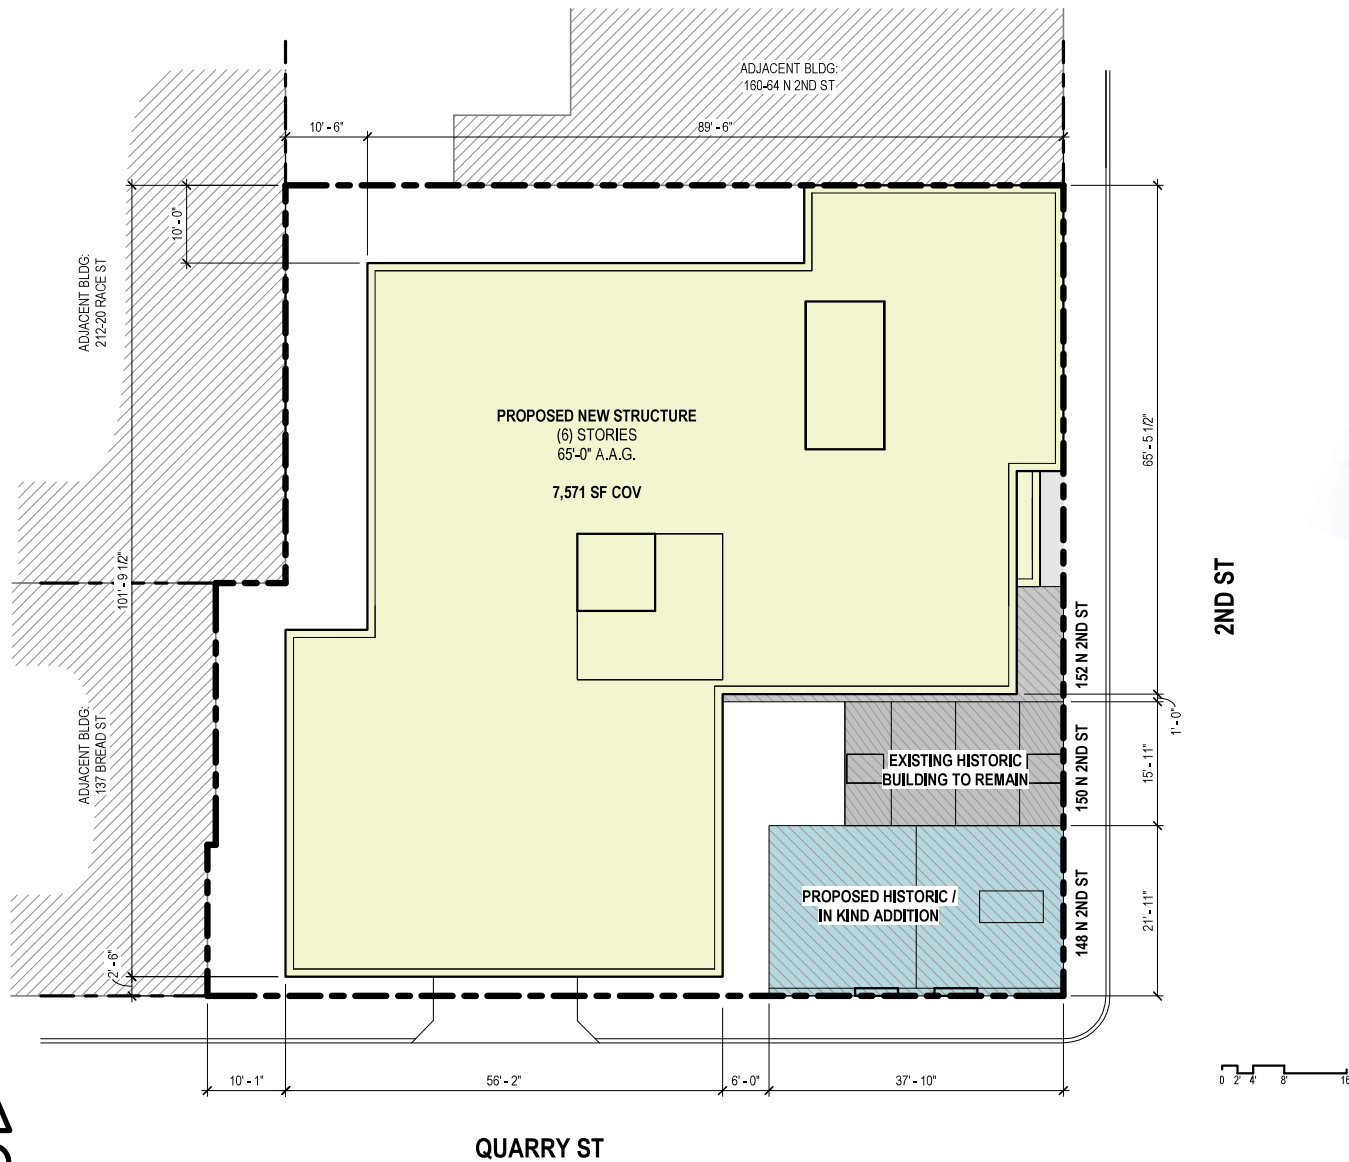 ADJACENT BLDG:
160-64 N 2ND ST
10' - 6"
89' - 6"
10' - 0"
ADJACENT BLDG:
212-20 RACE ST
101' - 9 1/2"
PROPOSED NEW STRUCTURE
(6) STORIES
65'-0" A.A.G.
7,571 SF COV
65' - 5 1/2"
2ND ST
152 N 2ND ST
1' - 0"
ADJACENT BLDG:
137 BREAD ST
EXISTING HISTORIC
BUILDING TO REMAIN
150 N 2ND ST
15' - 11"
PROPOSED HISTORIC /
IN KIND ADDITION
148 N 2ND ST
21' - 11"
2' - 6"
10' - 1"
56' - 2"
6' - 0"
37' - 10"
0 2' 4' 8' 16
QUARRY ST